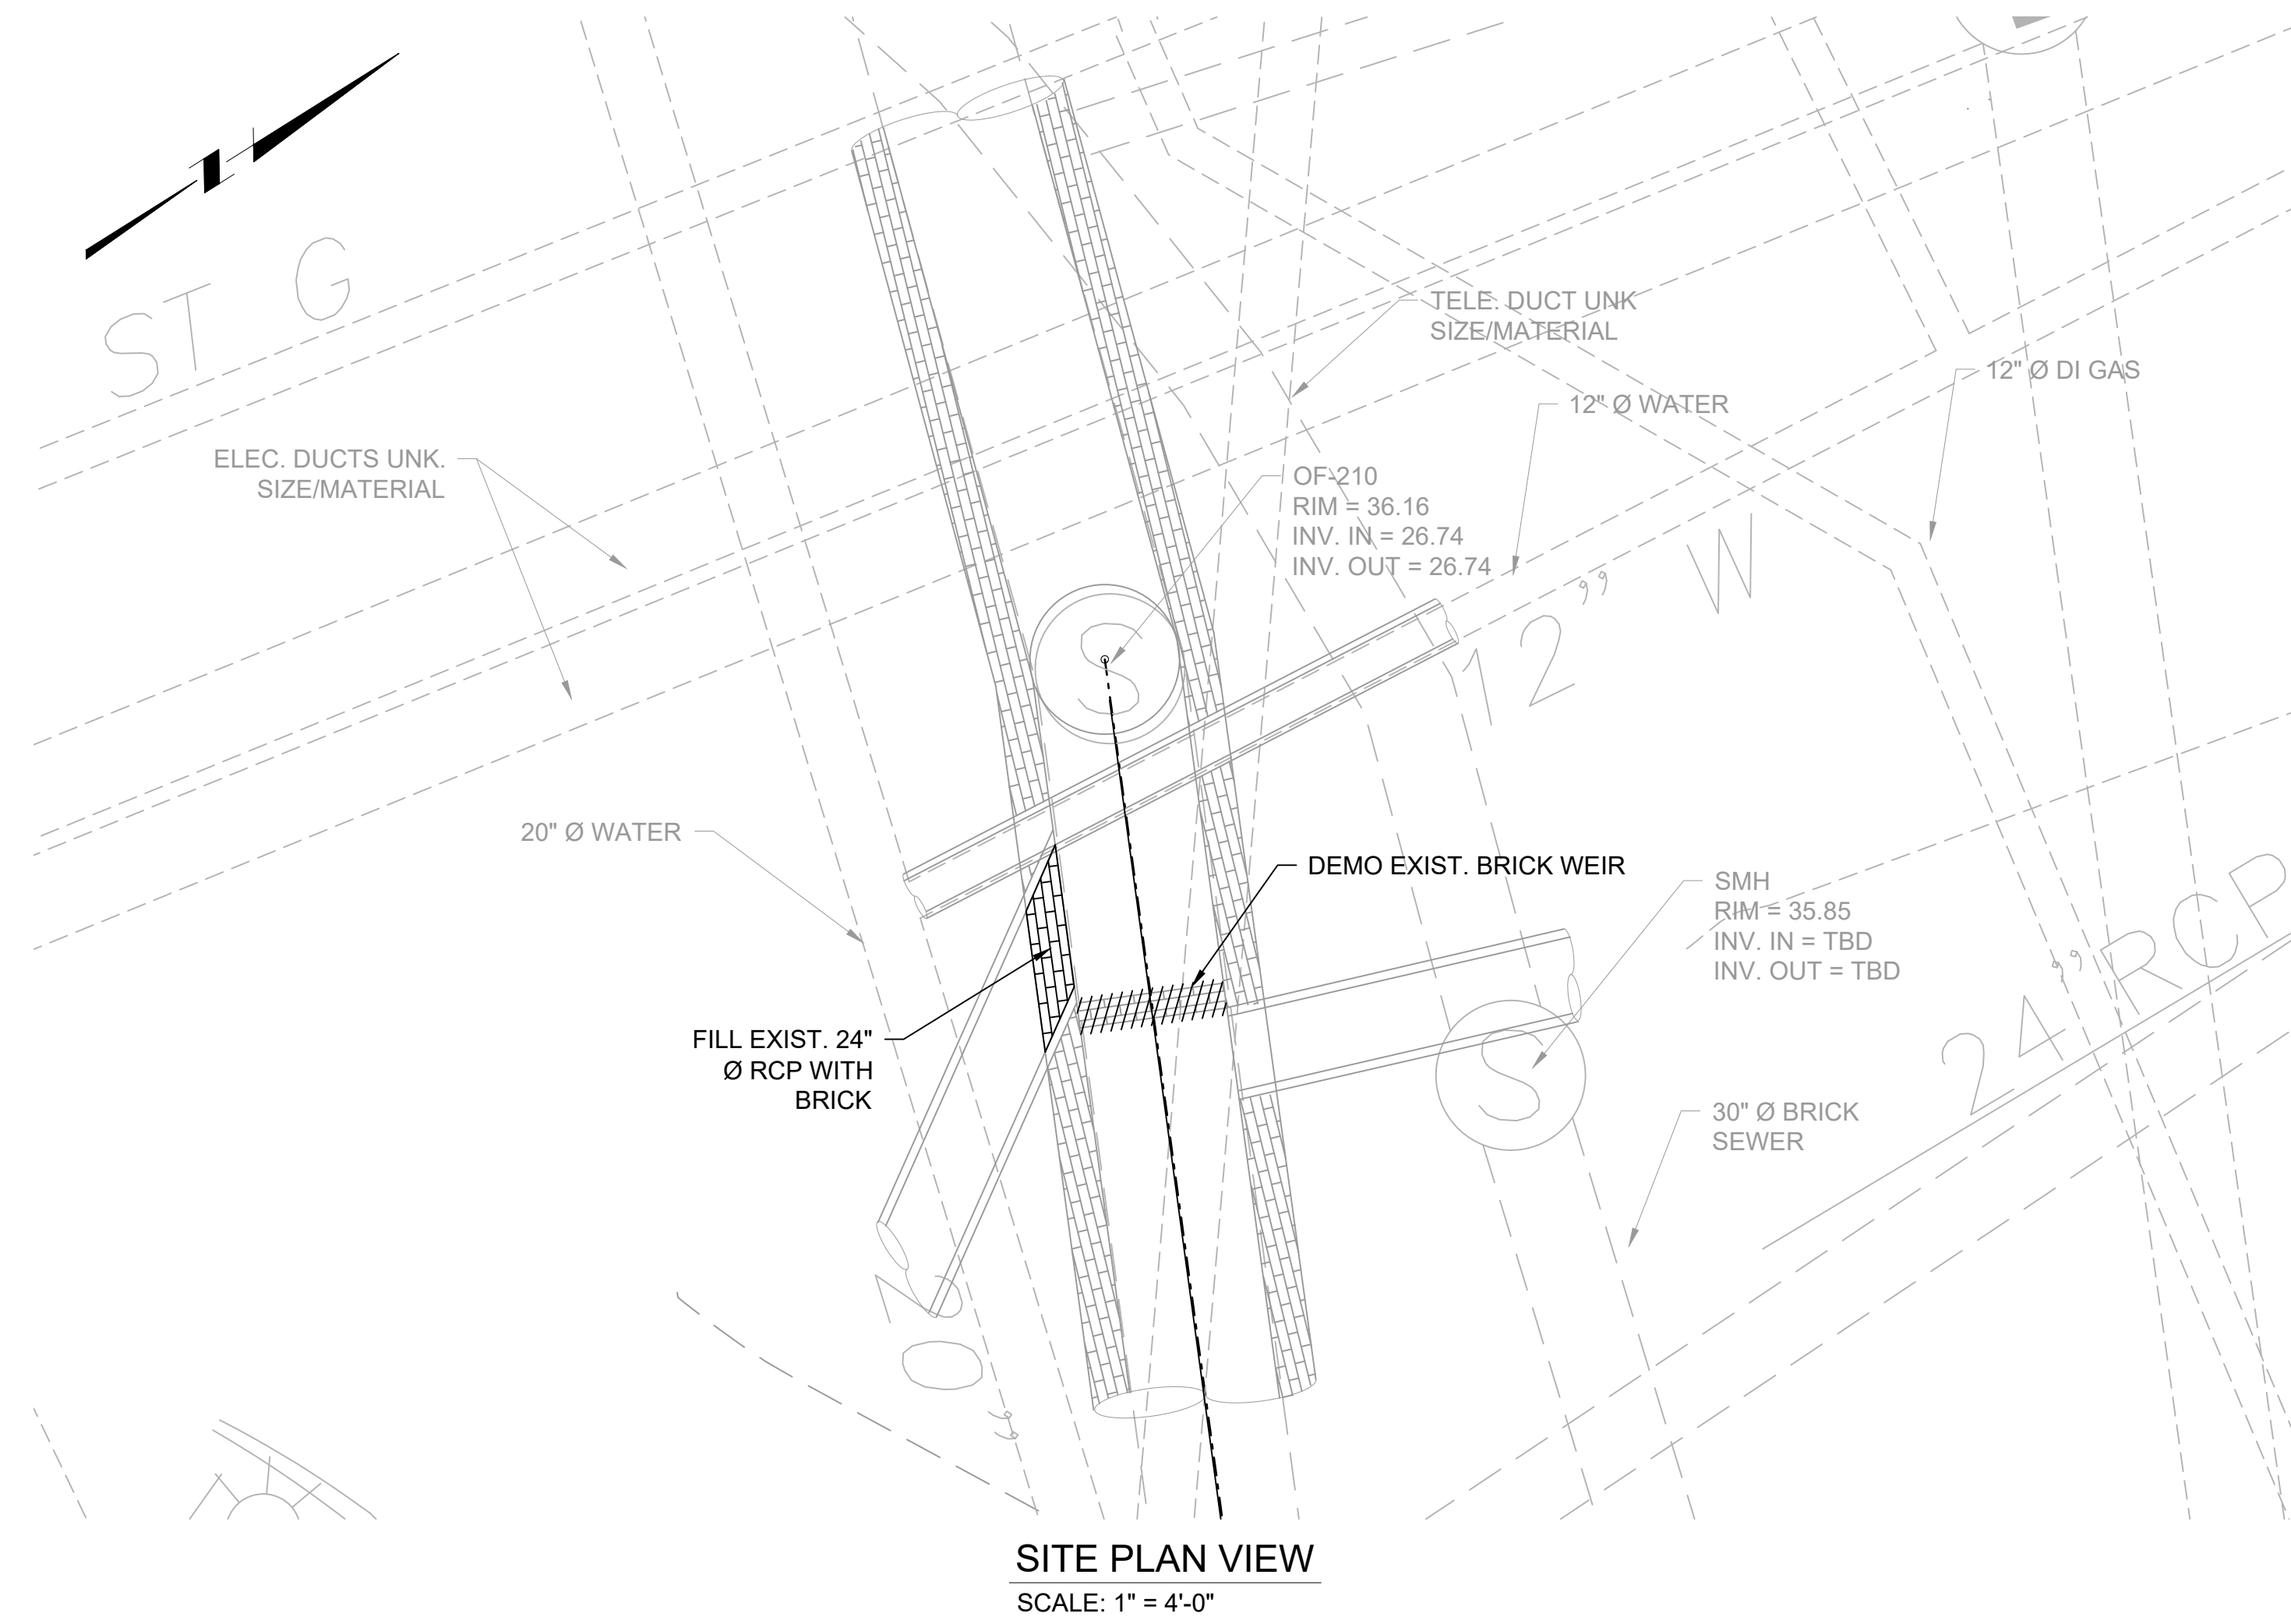 ST G
TELE. DUCT UNK
SIZE/MATERIAL
12" Ø DI GAS
12" Ø WATER
ELEC. DUCTS UNK.
SIZE/MATERIAL
OF-210
RIM = 36.16
INV. IN = 26.74
INV. OUT = 26.74
12" W
S
20" Ø WATER
DEMO EXIST. BRICK WEIR
SMH
RIM = 35.85
INV. IN = TBD
INV. OUT = TBD
24" RCP
FILL EXIST. 24"
Ø RCP WITH
BRICK
S
30" Ø BRICK
SEWER
20"
SITE PLAN VIEW
SCALE: 1" = 4'-0"